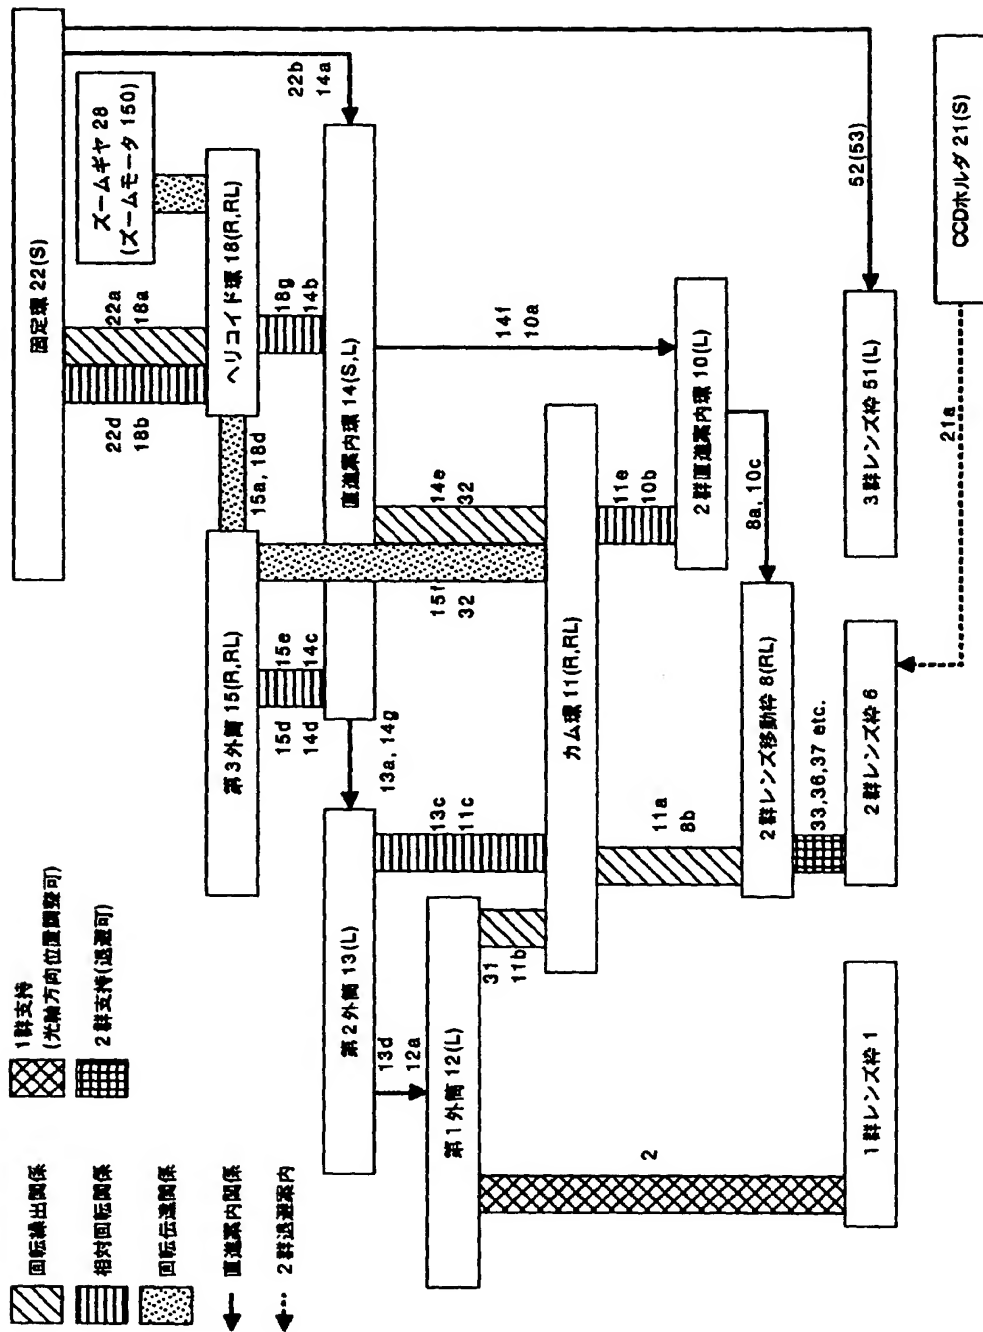 回転繰出関係
相対回転関係
回転伝達関係
直進案内関係
2群退避案内
1群支持
(光軸方向位置調整可)
2群支持(退避可)
固定環 22(S)
22a
18a
22d
18b
ズームギヤ 28
(ズームモータ 150)
22b
14a
第3外筒 15(R,RL)
15a, 18d
ヘリコイド環 18(R,RL)
15d
14d
15e
14c
18g
14b
第2外筒 13(L)
13a, 14g
直進案内環 14(S,L)
13d
12a
13c
11c
15f
32
14e
32
14f
10a
第1外筒 12(L)
31
11b
カム環 11(R,RL)
11a
8b
11e
10b
2群直進案内環 10(L)
8a, 10c
2
2群レンズ移動枠 8(RL)
33,36,37 etc.
52(53)
1群レンズ枠 1
2群レンズ枠 6
3群レンズ枠 51(L)
21a
CCDホルダ 21(S)